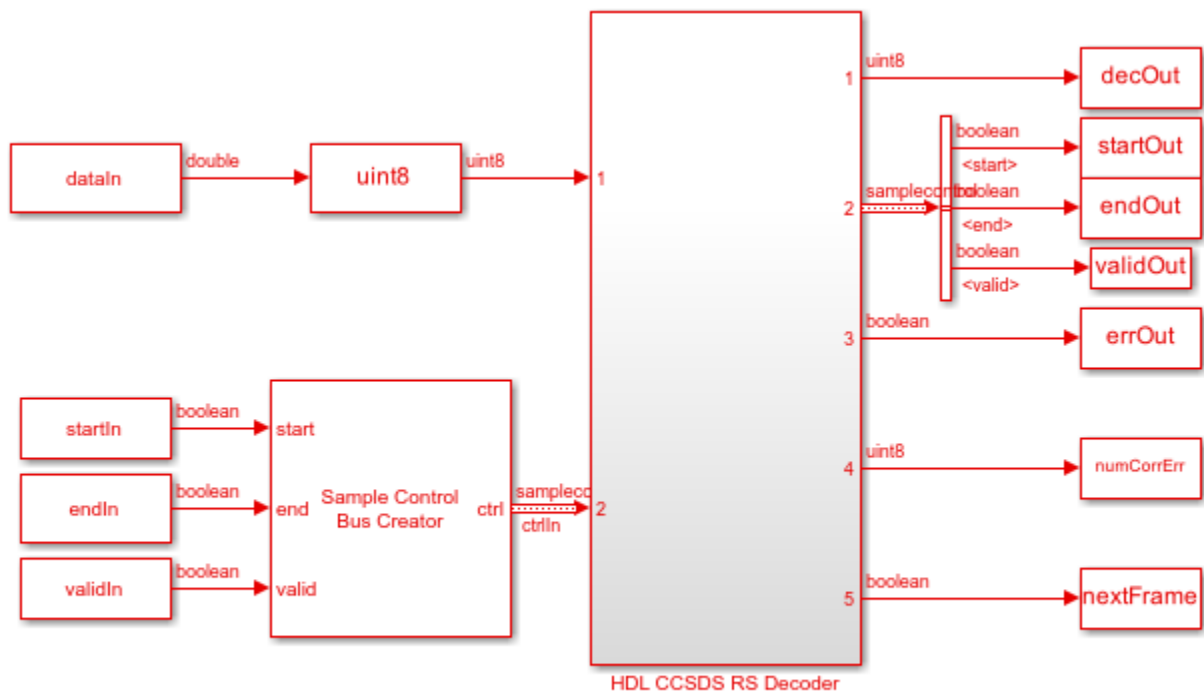 dataIn
double
uint8
uint8
1
startIn
boolean
start
endIn
boolean
end
validIn
boolean
valid
Sample Control
Bus Creator
ctrl
sampleco
ctrlIn
2
1
uint8
decOut
2
samplecontrol
boolean
<start>
startOut
boolean
<end>
endOut
boolean
<valid>
validOut
3
boolean
errOut
4
uint8
numCorrErr
5
boolean
nextFrame
HDL CCSDS RS Decoder